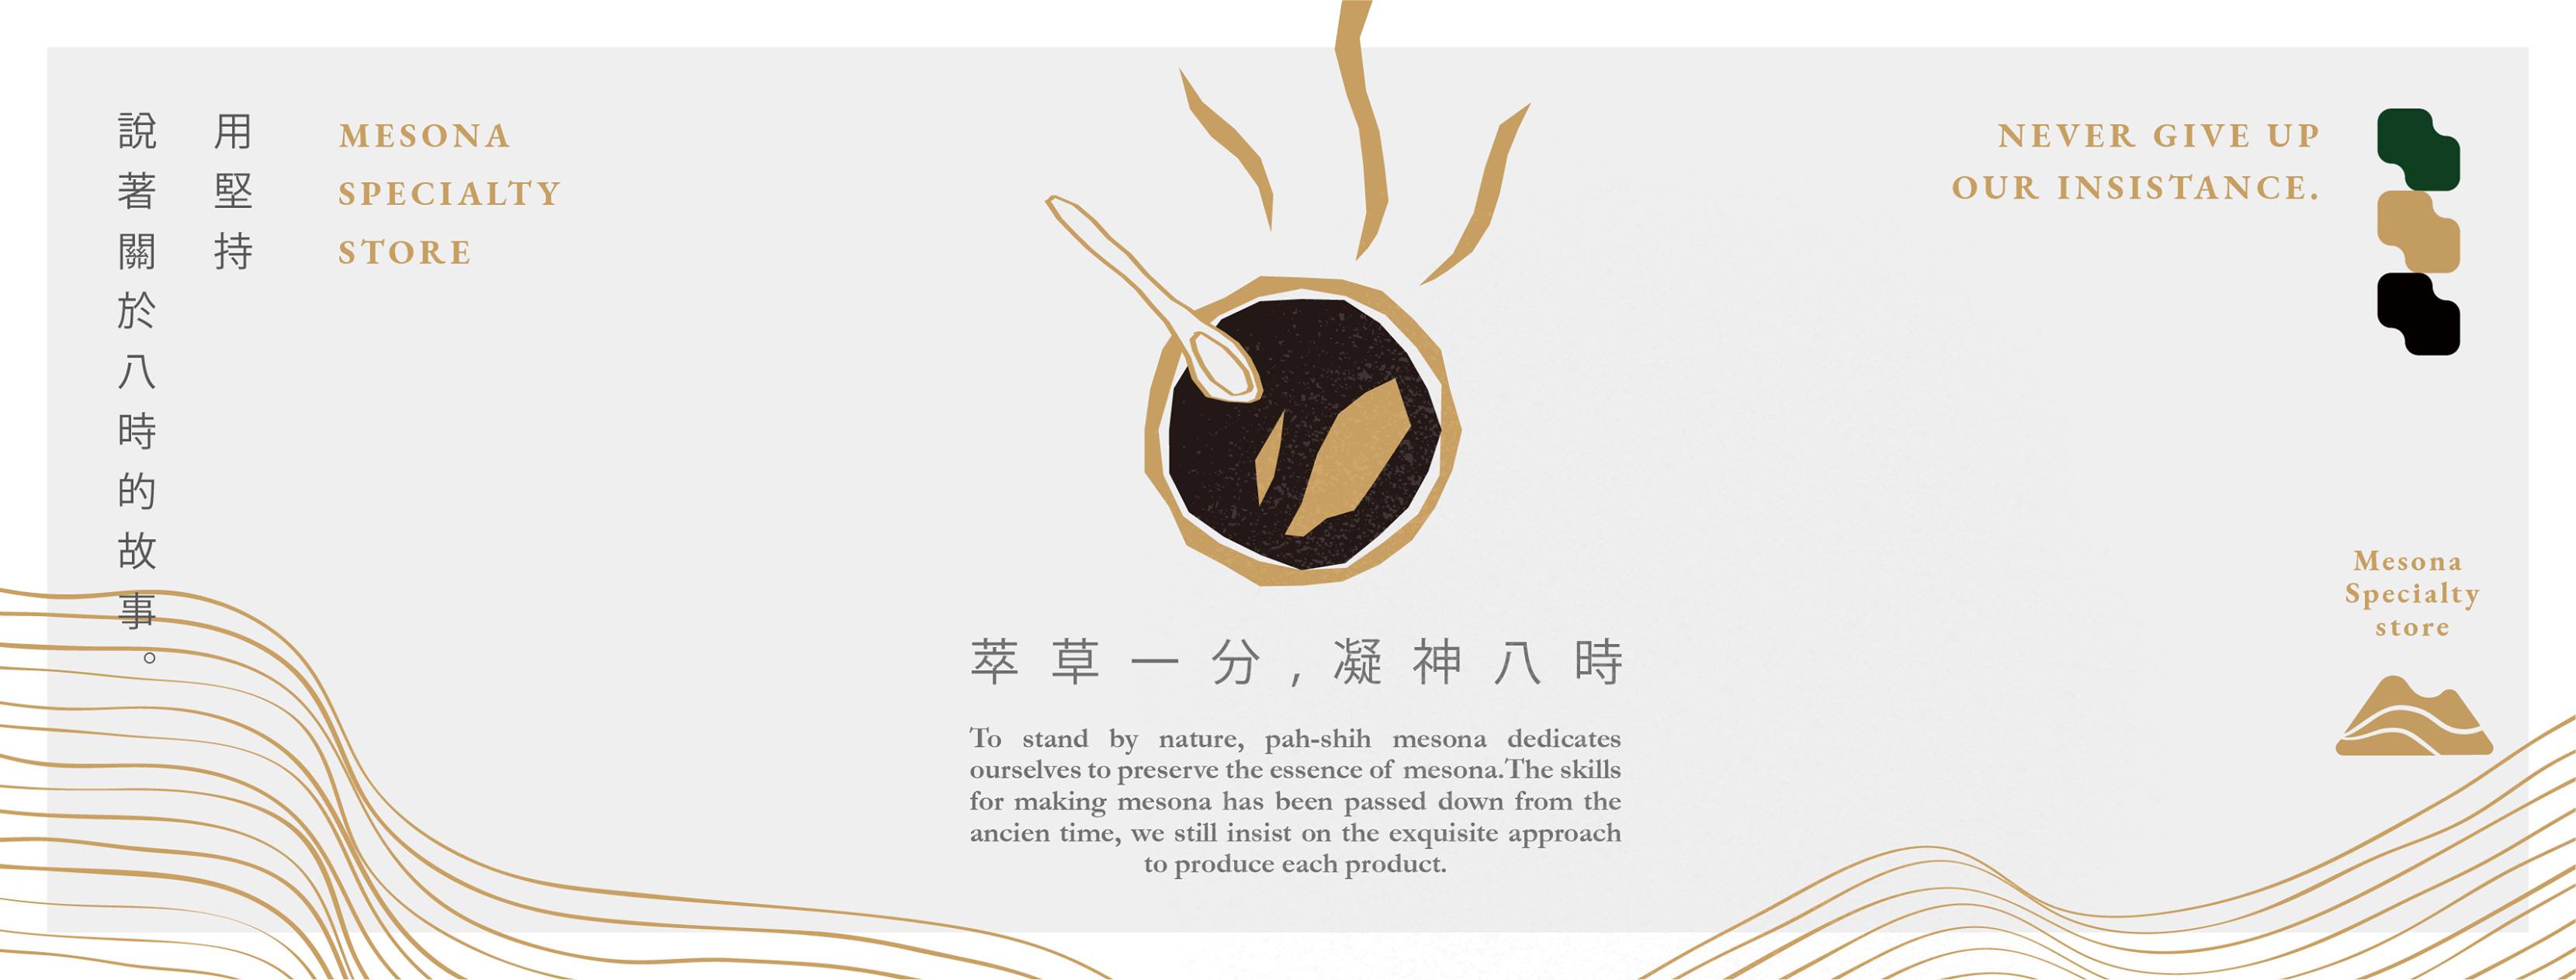 用堅持
說著關於八時的故事。
MESONA
SPECIALTY
STORE
NEVER GIVE UP
OUR INSISTANCE.
萃草一分,凝神八時
To stand by nature, pah-shih mesona dedicates
ourselves to preserve the essence of mesona.The skills
for making mesona has been passed down from the
ancien time, we still insist on the exquisite approach
to produce each product.
Mesona
Specialty
store